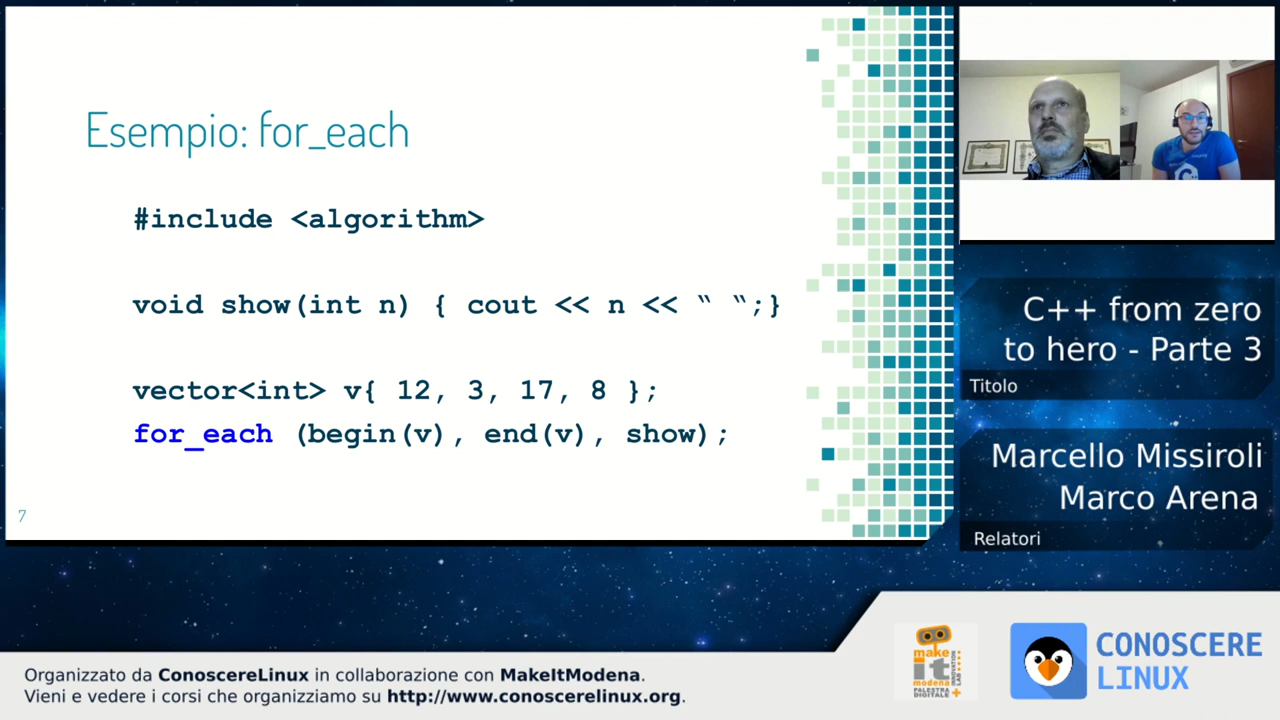 Esempio: for_each
#include <algorithm>
void show(int n) { cout << n << “ “;}
vector<int> v{ 12, 3, 17, 8 };
for_each (begin(v), end(v), show);
7
C++ from zero
to hero - Parte 3
Titolo
Marcello Missiroli
Marco Arena
Relatori
Organizzato da ConoscereLinux in collaborazione con MakeItModena.
Vieni e vedere i corsi che organizziamo su http://www.conoscerelinux.org.
make
it
modena
PALESTRA
DIGITALE
CONOSCERE
LINUX